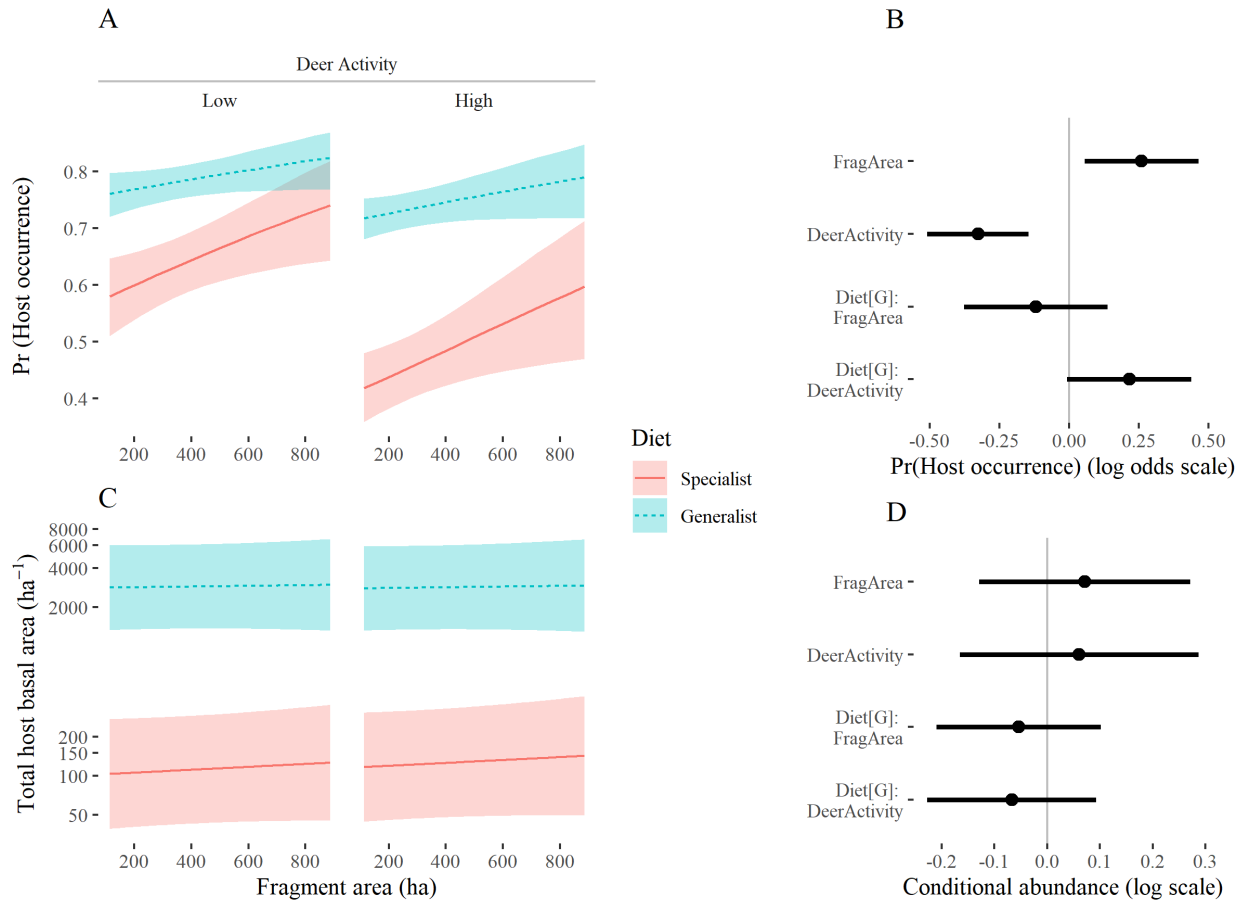 A
Deer Activity
Low
High
Pr (Host occurrence)
0.8
0.7
0.6
0.5
0.4
200 400 600 800
200 400 600 800
B
FragArea
DeerActivity
Diet[G]:
FragArea
Diet[G]:
DeerActivity
-0.50 -0.25 0.00 0.25 0.50
Pr(Host occurrence) (log odds scale)
Diet
Specialist
Generalist
C
Total host basal area (ha⁻¹)
8000
6000
4000
2000
200
150
100
50
200 400 600 800
200 400 600 800
Fragment area (ha)
D
FragArea
DeerActivity
Diet[G]:
FragArea
Diet[G]:
DeerActivity
-0.2 -0.1 0.0 0.1 0.2 0.3
Conditional abundance (log scale)